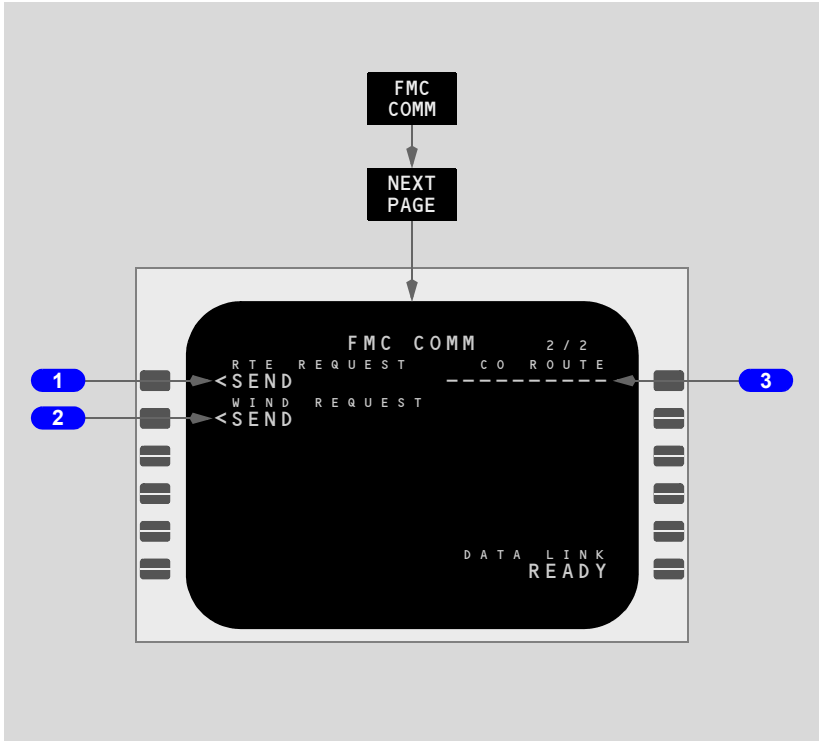 FMC
COMM
NEXT
PAGE
FMC COMM 2/2
RTE REQUEST CO ROUTE
1 <SEND ---------- 3
WIND REQUEST
2 <SEND
DATA LINK
READY